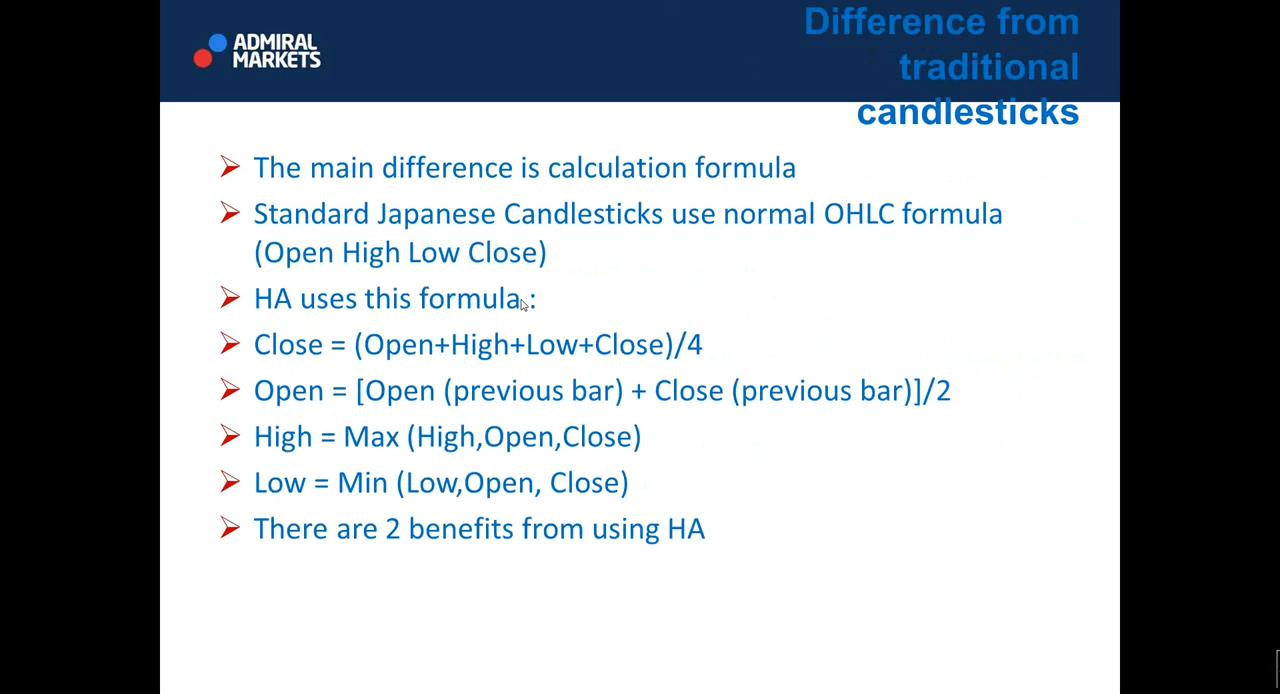 ADMIRAL
MARKETS
Difference from
traditional
candlesticks
The main difference is calculation formula
Standard Japanese Candlesticks use normal OHLC formula
(Open High Low Close)
HA uses this formula :
Close = (Open+High+Low+Close)/4
Open = [Open (previous bar) + Close (previous bar)]/2
High = Max (High,Open,Close)
Low = Min (Low,Open, Close)
There are 2 benefits from using HA